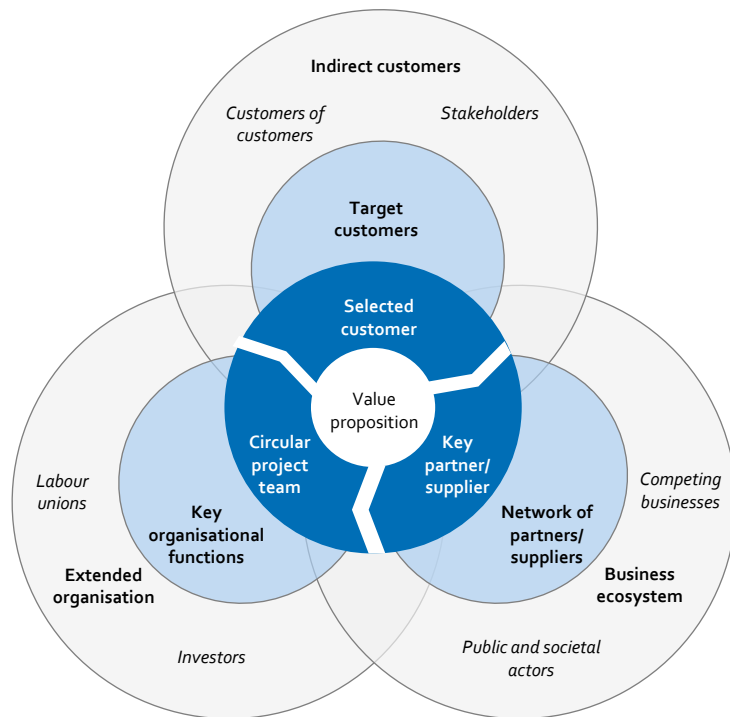 Indirect customers
Customers of
customers
Stakeholders
Target
customers
Selected
customer
Value
proposition
Circular
project
team
Key
partner/
supplier
Labour
unions
Key
organisational
functions
Extended
organisation
Investors
Competing
businesses
Network of
partners/
suppliers
Business
ecosystem
Public and societal
actors